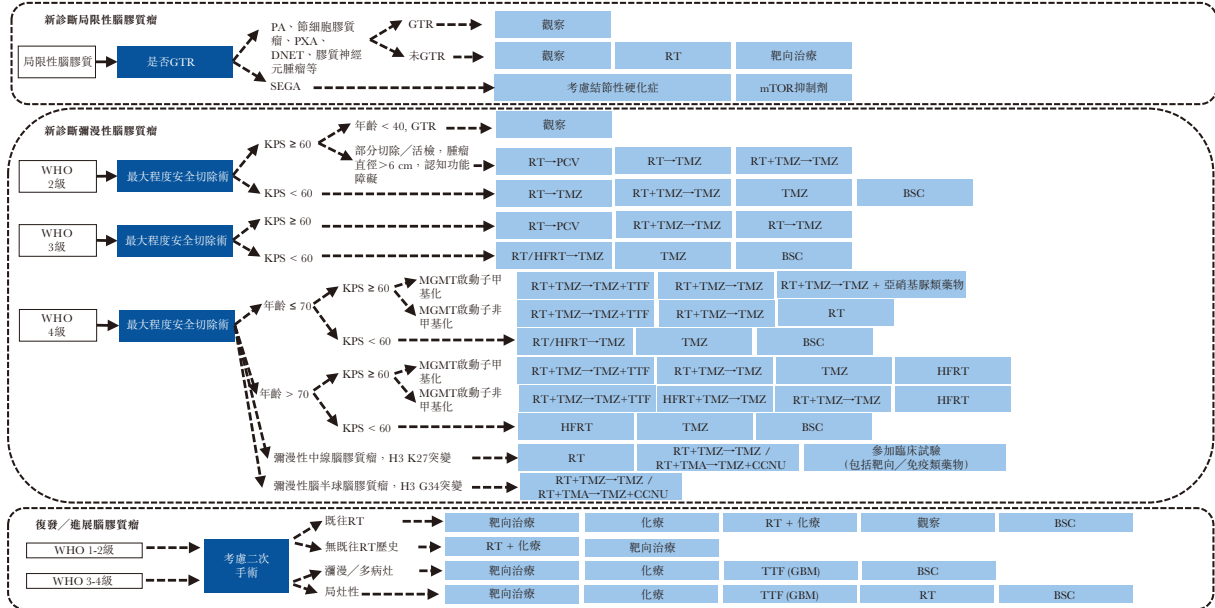 新診斷局限性腦膠質瘤
局限性腦膠質
是否GTR
PA、節細胞膠質
瘤、PXA、
DNET、膠質神經
元腫瘤等
GTR
觀察
未GTR
觀察
RT
靶向治療
SEGA
考慮結節性硬化症
mTOR抑制劑
新診斷彌漫性腦膠質瘤
WHO
2級
最大程度安全切除術
KPS ≥ 60
年齡 < 40, GTR
觀察
部分切除／活檢，腫瘤
直徑>6 cm，認知功能
障礙
RT→PCV
RT→TMZ
RT+TMZ→TMZ
KPS < 60
RT→TMZ
RT+TMZ→TMZ
TMZ
BSC
WHO
3級
最大程度安全切除術
KPS ≥ 60
RT→PCV
RT+TMZ→TMZ
RT→TMZ
KPS < 60
RT/HFRT→TMZ
TMZ
BSC
WHO
4級
最大程度安全切除術
年齡 ≤ 70
KPS ≥ 60
MGMT啟動子甲
基化
RT+TMZ→TMZ+TTF
RT+TMZ→TMZ
RT+TMZ→TMZ + 亞硝基脲類藥物
MGMT啟動子非
甲基化
RT+TMZ→TMZ+TTF
RT+TMZ→TMZ
RT
KPS < 60
RT/HFRT→TMZ
TMZ
BSC
年齡 > 70
KPS ≥ 60
MGMT啟動子甲
基化
RT+TMZ→TMZ+TTF
RT+TMZ→TMZ
TMZ
HFRT
MGMT啟動子非
甲基化
RT+TMZ→TMZ+TTF
HFRT+TMZ→TMZ
RT+TMZ→TMZ
HFRT
KPS < 60
HFRT
TMZ
BSC
彌漫性中線腦膠質瘤，H3 K27突變
RT
RT+TMZ→TMZ /
RT+TMA→TMZ+CCNU
參加臨床試驗
(包括靶向／免疫類藥物)
彌漫性腦半球腦膠質瘤，H3 G34突變
RT+TMZ→TMZ /
RT+TMA→TMZ+CCNU
復發／進展腦膠質瘤
WHO 1-2級
WHO 3-4級
考慮二次
手術
既往RT
靶向治療
化療
RT + 化療
觀察
BSC
無既往RT歷史
RT + 化療
靶向治療
瀰漫／多病灶
靶向治療
化療
TTF (GBM)
BSC
局灶性
靶向治療
化療
TTF (GBM)
RT
BSC